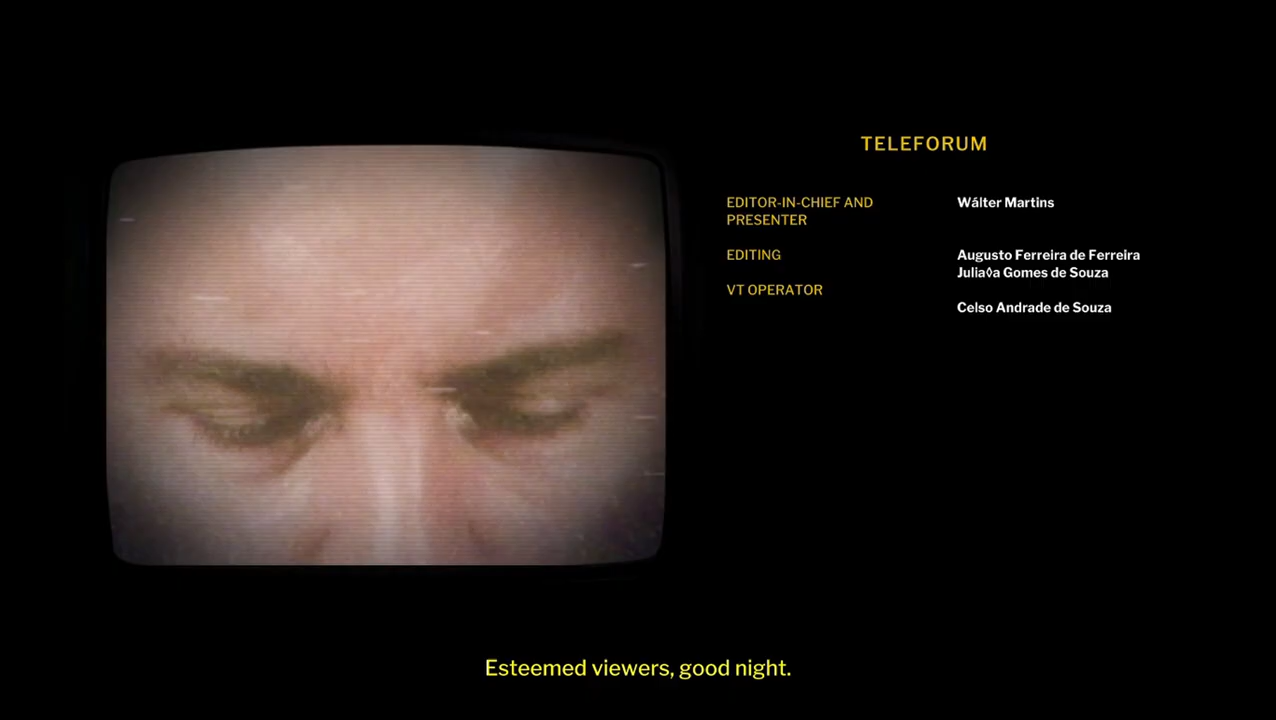 TELEFORUM
EDITOR-IN-CHIEF AND
PRESENTER
Wálter Martins
EDITING
Augusto Ferreira de Ferreira
Julia◊a Gomes de Souza
VT OPERATOR
Celso Andrade de Souza
Esteemed viewers, good night.